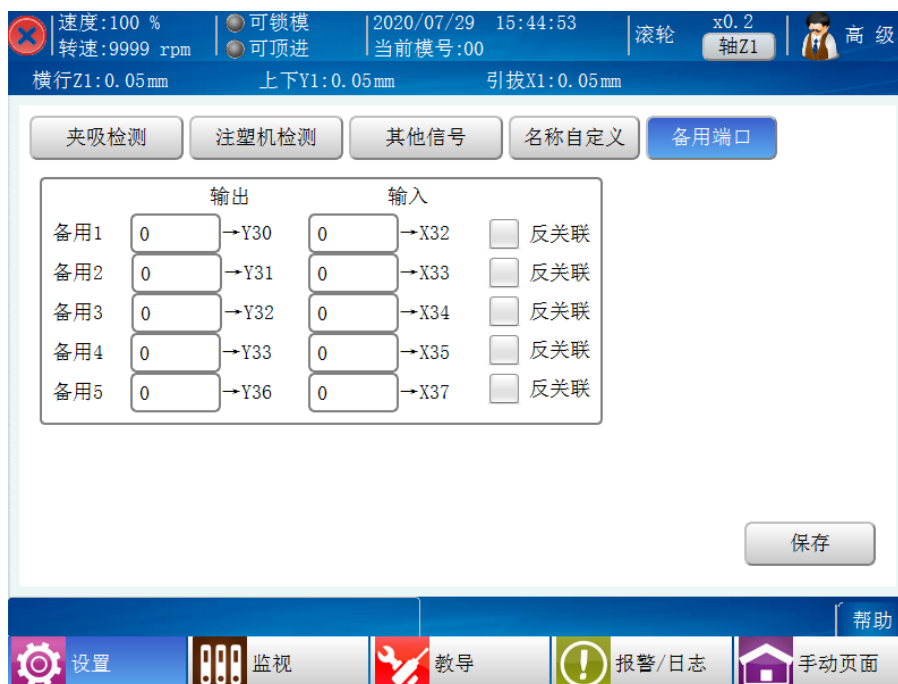 速度:100 %
转速:9999 rpm
可锁模
可顶进
2020/07/29 15:44:53
当前模号:00
滚轮
x0.2
轴Z1
高 级
横行Z1:0.05mm 上下Y1:0.05mm 引拔X1:0.05mm
夹吸检测 注塑机检测 其他信号 名称自定义 备用端口
输出 输入
备用1 0 →Y30 0 →X32 反关联
备用2 0 →Y31 0 →X33 反关联
备用3 0 →Y32 0 →X34 反关联
备用4 0 →Y33 0 →X35 反关联
备用5 0 →Y36 0 →X37 反关联
保存
帮助
设置 监视 教导 报警/日志 手动页面